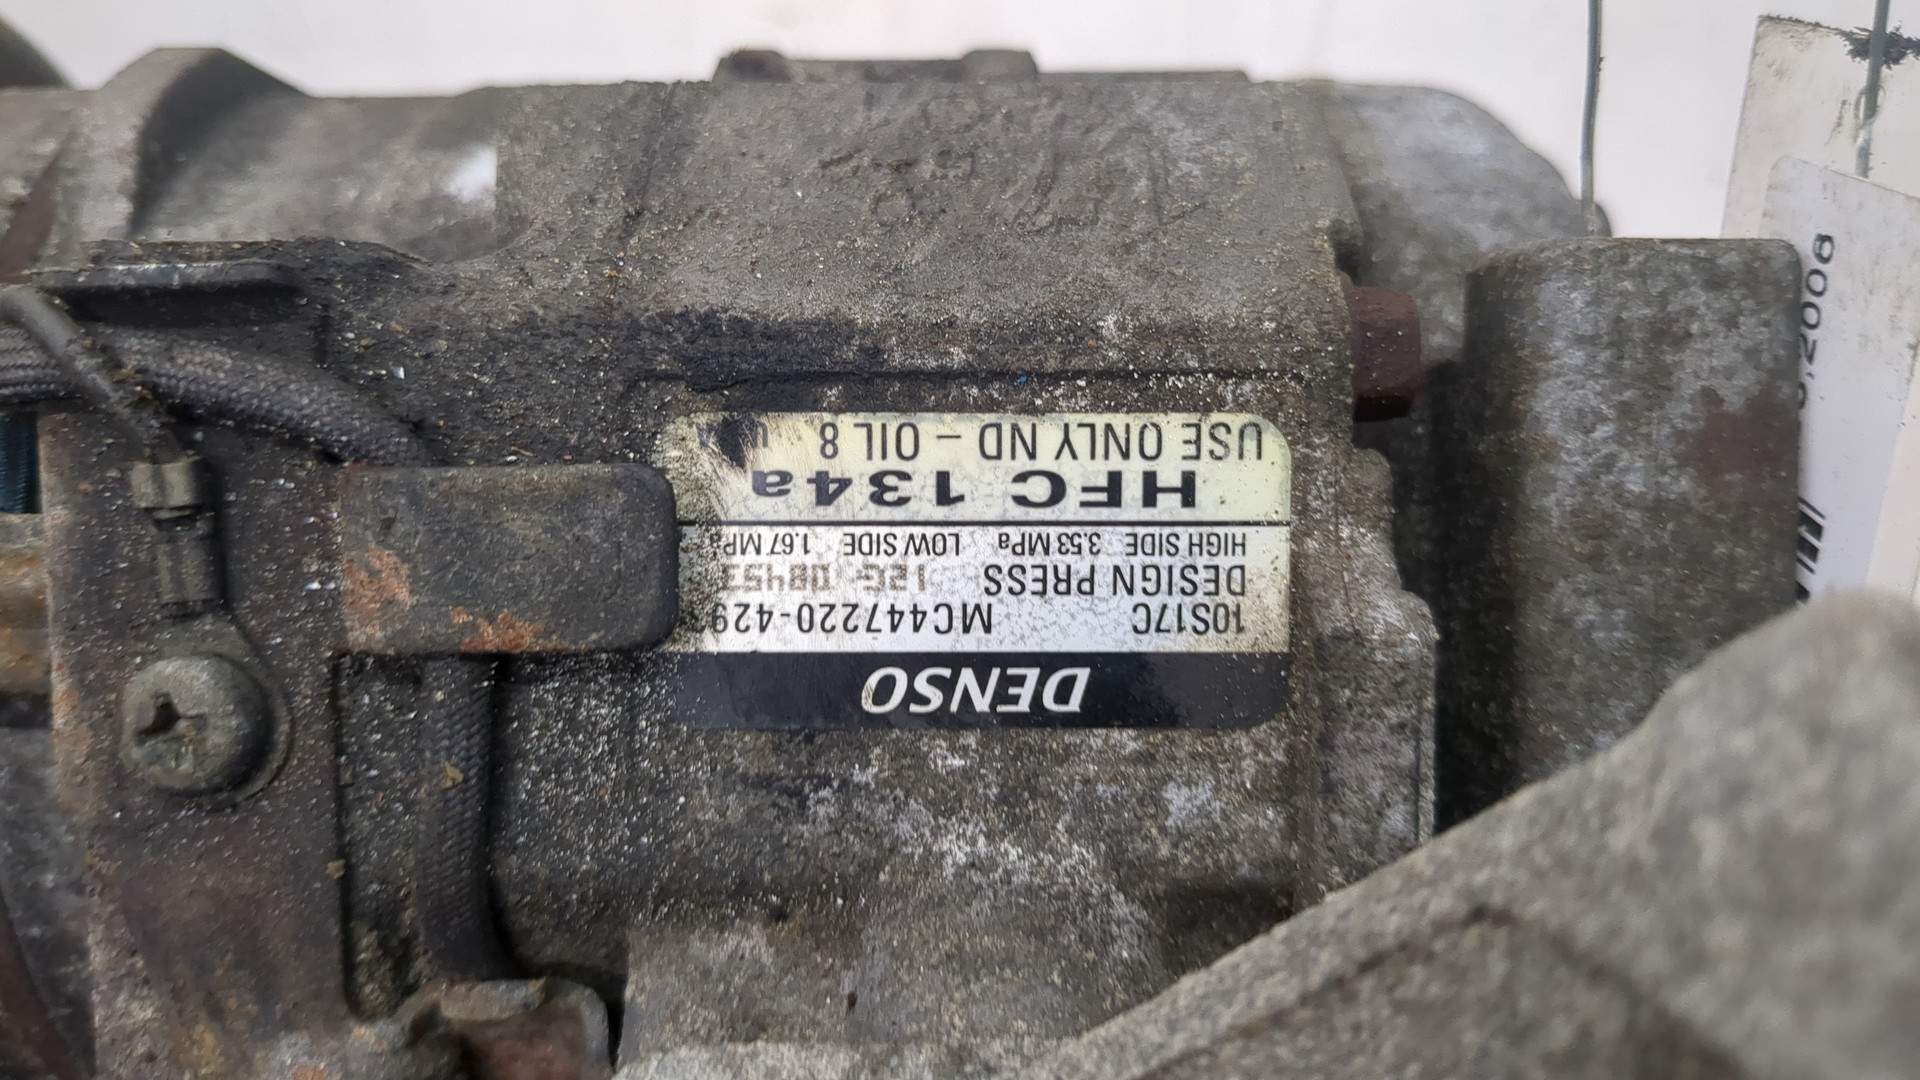 DENSO
10S17C MC447220-429
DESIGN PRESS
HIGH SIDE 3.53 MPa LOW SIDE 1.67 MPa
HFC 134a
USE ONLY ND-OIL 8
2006